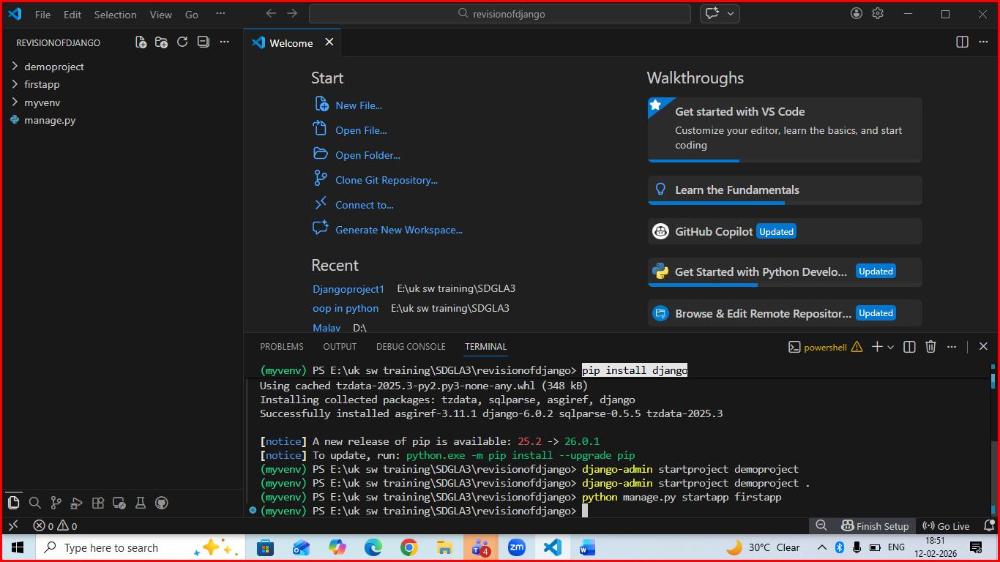 File Edit Selection View Go ···
revisionofdjango
REVISIONOFDJANGO
demoproject
firstapp
myvenv
manage.py
Welcome
Start
New File...
Open File...
Open Folder...
Clone Git Repository...
Connect to...
Generate New Workspace...
Recent
Djangoproject1 E:\uk sw training\SDGLA3
oop in python E:\uk sw training\SDGLA3
Malav D:\
Walkthroughs
Get started with VS Code
Customize your editor, learn the basics, and start
coding
Learn the Fundamentals
GitHub Copilot Updated
Get Started with Python Develo... Updated
Browse & Edit Remote Repositor... Updated
PROBLEMS OUTPUT DEBUG CONSOLE TERMINAL
powershell
(myvenv) PS E:\uk sw training\SDGLA3\revisionofdjango> pip install django
Using cached tzdata-2025.3-py2.py3-none-any.whl (348 kB)
Installing collected packages: tzdata, sqlparse, asgiref, django
Successfully installed asgiref-3.11.1 django-6.0.2 sqlparse-0.5.5 tzdata-2025.3
[notice] A new release of pip is available: 25.2 -> 26.0.1
[notice] To update, run: python.exe -m pip install --upgrade pip
(myvenv) PS E:\uk sw training\SDGLA3\revisionofdjango> django-admin startproject demoproject
(myvenv) PS E:\uk sw training\SDGLA3\revisionofdjango> django-admin startproject demoproject .
(myvenv) PS E:\uk sw training\SDGLA3\revisionofdjango> python manage.py startapp firstapp
(myvenv) PS E:\uk sw training\SDGLA3\revisionofdjango>
0 0
Finish Setup
Go Live
Type here to search
4
zm
30°C Clear
ENG
18:51
12-02-2026